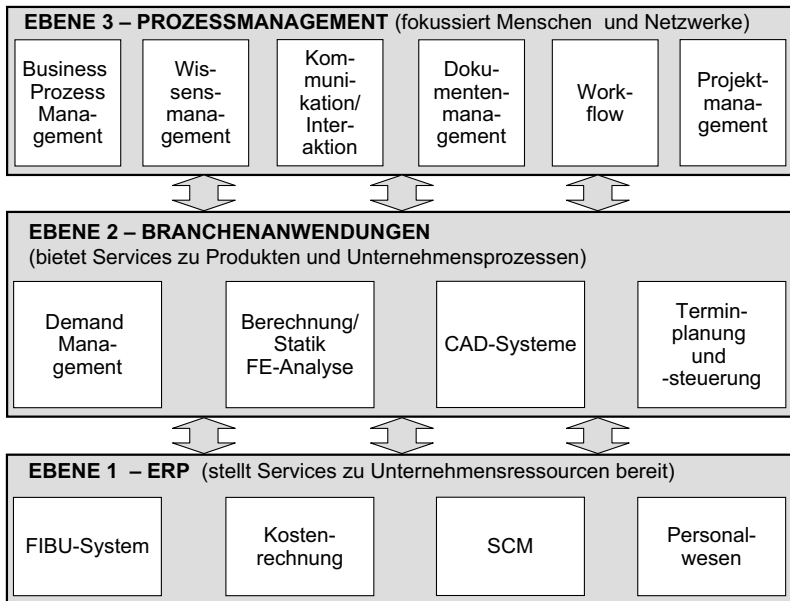 EBENE 3 – PROZESSMANAGEMENT (fokussiert Menschen und Netzwerke)
Business
Prozess
Mana-
gement
Wis-
sens-
mana-
gement
Kom-
muni-
kation/
Inter-
aktion
Doku-
menten-
mana-
gement
Work-
flow
Projekt-
mana-
gement
EBENE 2 – BRANCHENANWENDUNGEN
(bietet Services zu Produkten und Unternehmensprozessen)
Demand
Mana-
gement
Berechnung/
Statik
FE-Analyse
CAD-Systeme
Termin-
planung
und
-steuerung
EBENE 1 – ERP (stellt Services zu Unternehmensressourcen bereit)
FIBU-System
Kosten-
rechnung
SCM
Personal-
wesen